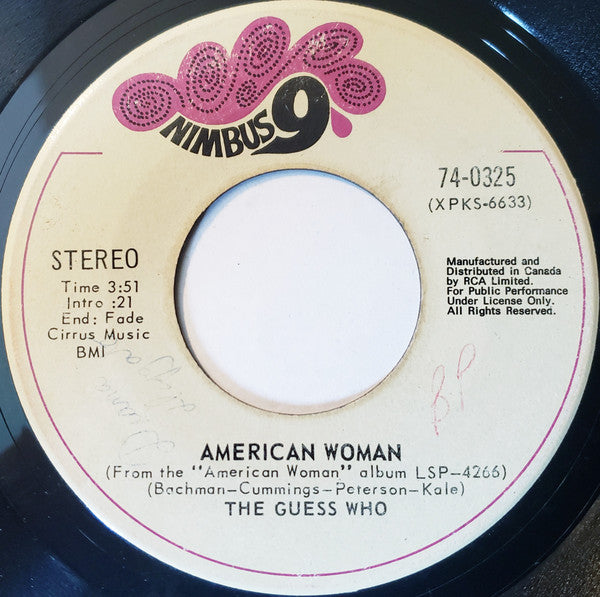 NIMBUS 9
74-0325
(XPKS-6633)
STEREO
Time 3:51
Intro :21
End: Fade
Cirrus Music
BMI
Manufactured and
Distributed in Canada
by RCA Limited.
For Public Performance
Under License Only.
All Rights Reserved.
BP
AMERICAN WOMAN
(From the "American Woman" album LSP-4266)
(Bachman-Cummings-Peterson-Kale)
THE GUESS WHO